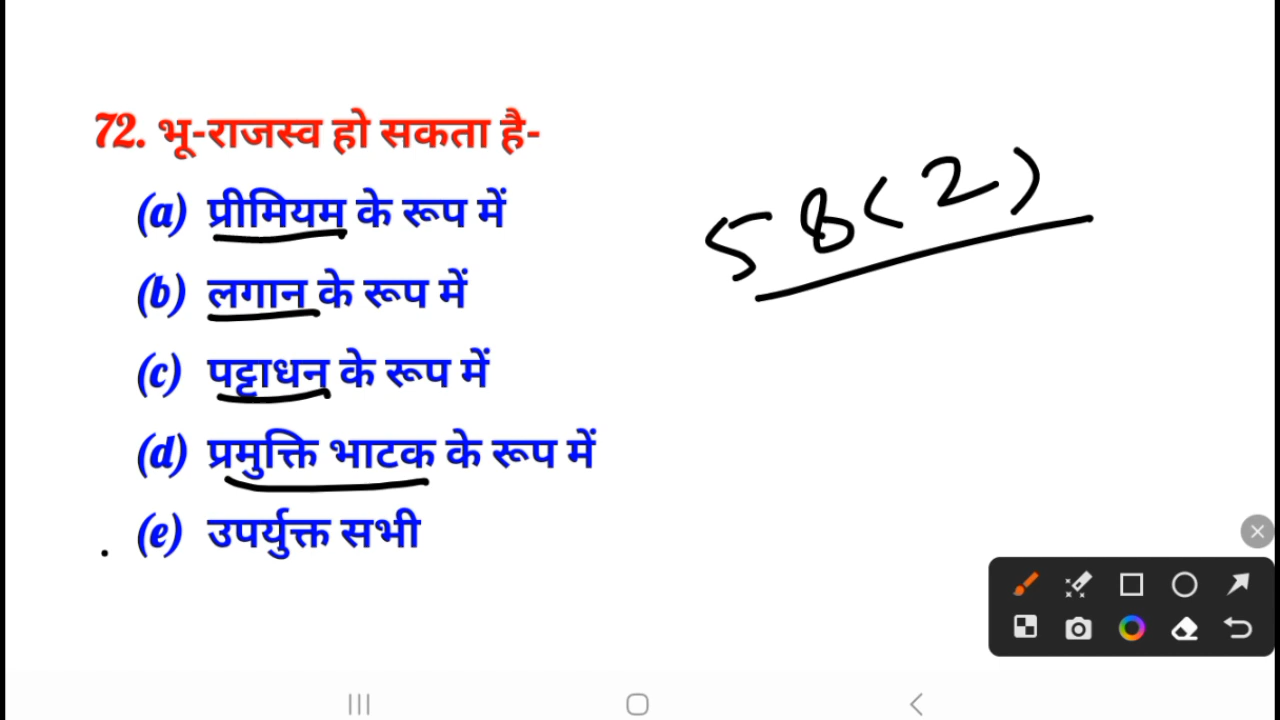 72. भू-राजस्व हो सकता है-
(a) प्रीमियम के रूप में
(b) लगान के रूप में
(c) पट्टाधन के रूप में
(d) प्रमुक्ति भाटक के रूप में
(e) उपर्युक्त सभी
58(2)